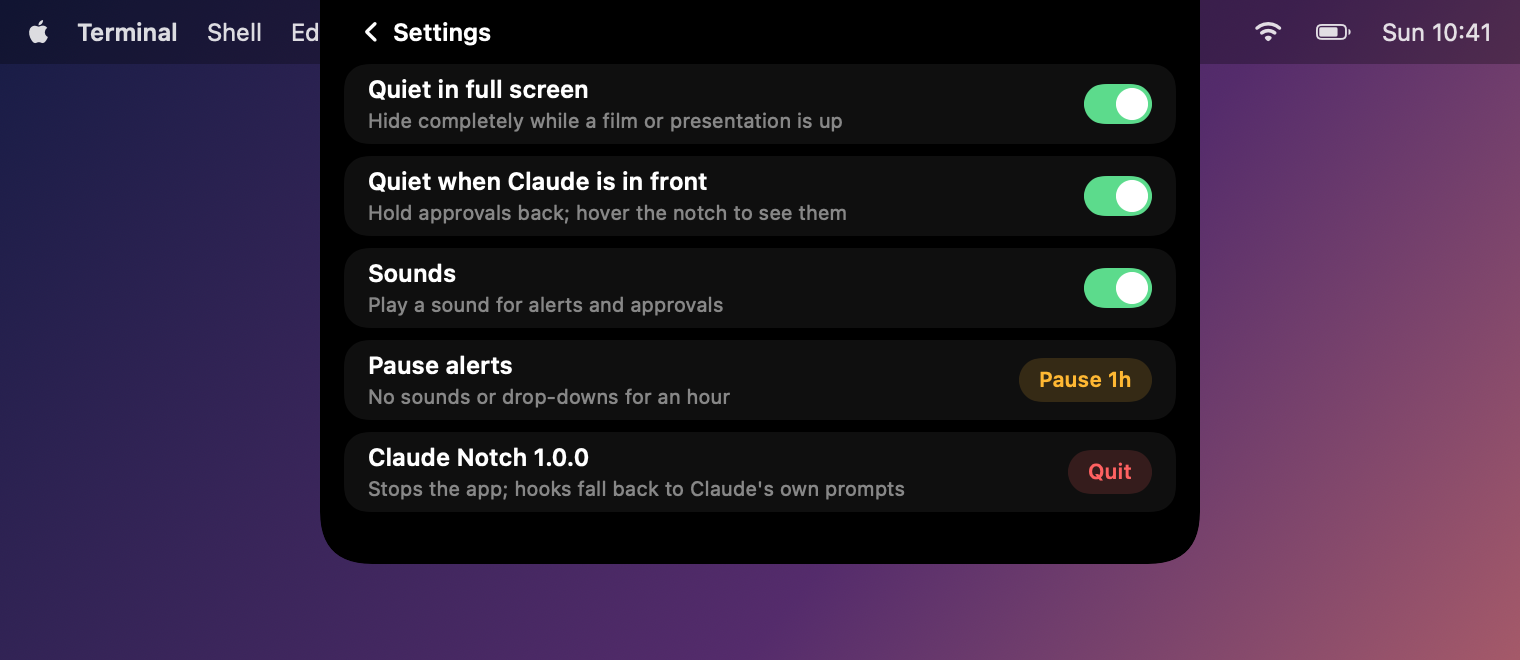 Terminal Shell Ed
Settings
Sun 10:41
Quiet in full screen
Hide completely while a film or presentation is up
Quiet when Claude is in front
Hold approvals back; hover the notch to see them
Sounds
Play a sound for alerts and approvals
Pause alerts
No sounds or drop-downs for an hour
Pause 1h
Claude Notch 1.0.0
Stops the app; hooks fall back to Claude's own prompts
Quit